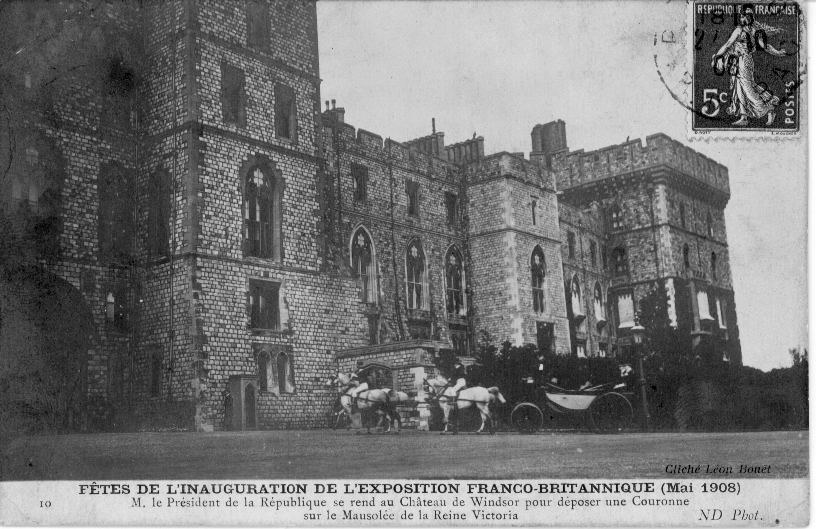 RÉPUBLIQUE FRANÇAISE
5c
POSTES
Cliché Léon Bouet
FÊTES DE L'INAUGURATION DE L'EXPOSITION FRANCO-BRITANNIQUE (Mai 1908)
10
M. le Président de la République se rend au Château de Windsor pour déposer une Couronne
sur le Mausolée de la Reine Victoria
ND Phot.